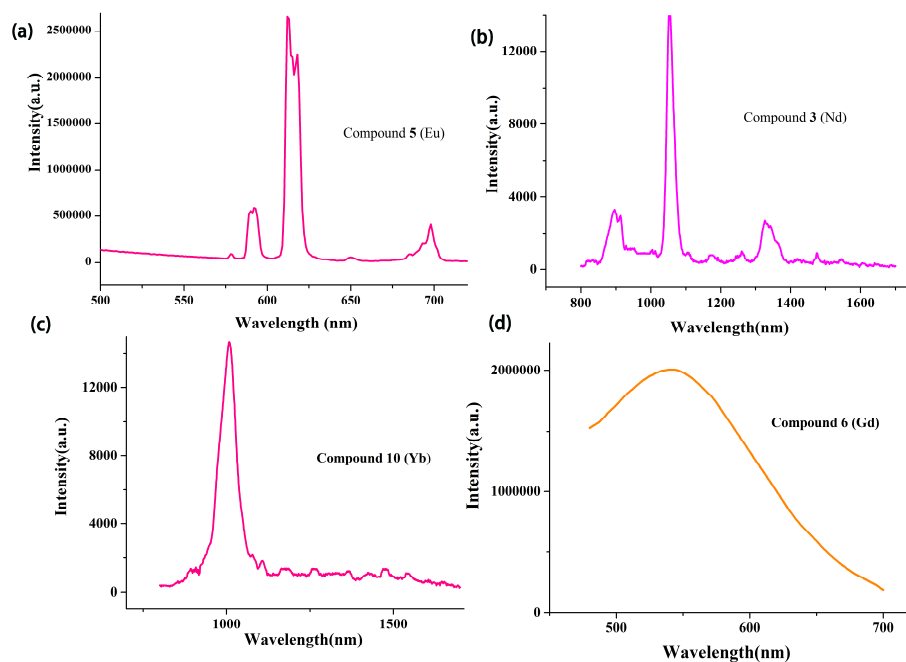 (a)
Intensity(a.u.)
2500000
2000000
1500000
1000000
500000
0
Compound 5 (Eu)
500
550
600
650
700
Wavelength (nm)
(b)
Intensity(a.u.)
12000
8000
4000
0
Compound 3 (Nd)
800
1000
1200
1400
1600
Wavelength(nm)
(c)
Intensity(a.u.)
12000
8000
4000
0
Compound 10 (Yb)
1000
1500
Wavelength(nm)
(d)
Intensity(a.u.)
2000000
1000000
0
Compound 6 (Gd)
500
600
700
Wavelength(nm)